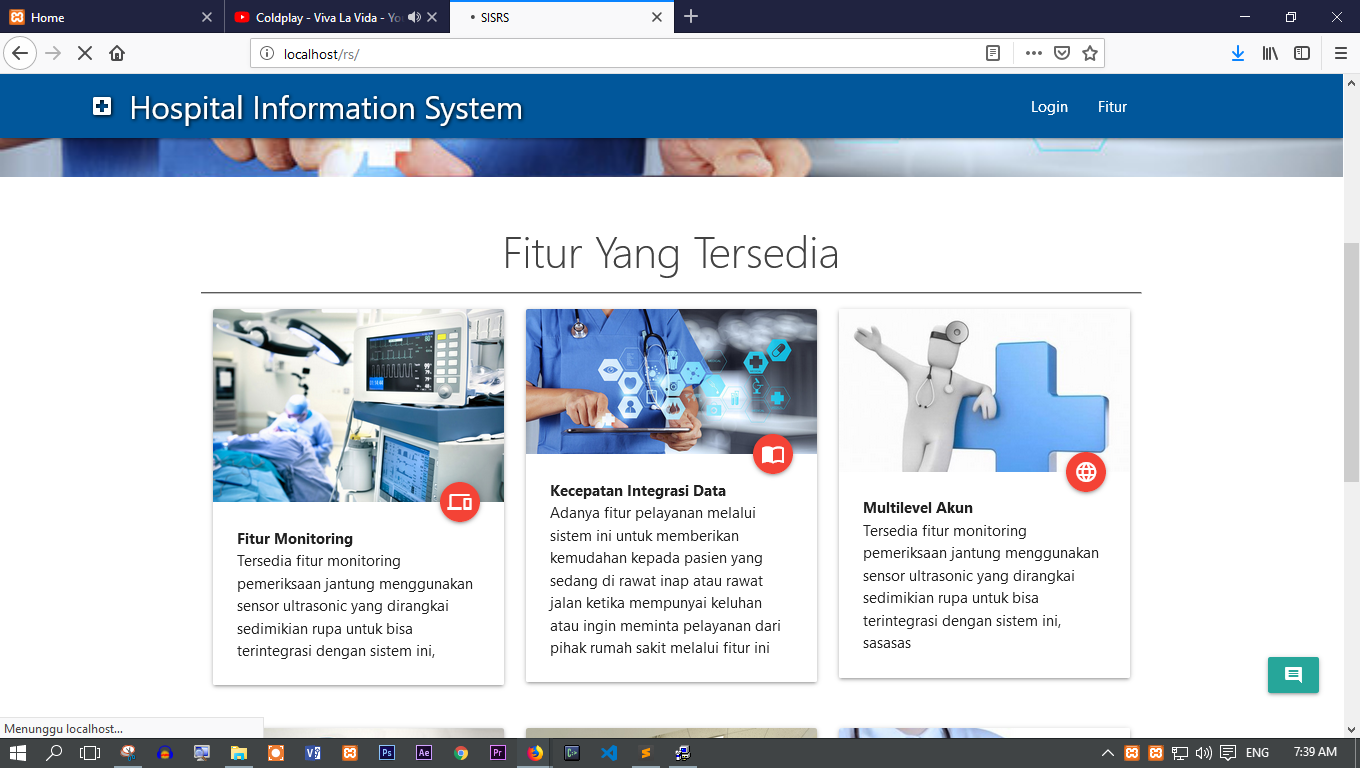 Home
Coldplay - Viva La Vida - You
SISRS
localhost/rs/
Hospital Information System
Login
Fitur
Fitur Yang Tersedia
Fitur Monitoring
Tersedia fitur monitoring
pemeriksaan jantung menggunakan
sensor ultrasonic yang dirangkai
sedimikian rupa untuk bisa
terintegrasi dengan sistem ini,
Kecepatan Integrasi Data
Adanya fitur pelayanan melalui
sistem ini untuk memberikan
kemudahan kepada pasien yang
sedang di rawat inap atau rawat
jalan ketika mempunyai keluhan
atau ingin meminta pelayanan dari
pihak rumah sakit melalui fitur ini
Multilevel Akun
Tersedia fitur monitoring
pemeriksaan jantung menggunakan
sensor ultrasonic yang dirangkai
sedimikian rupa untuk bisa
terintegrasi dengan sistem ini,
sasasas
Menunggu localhost...
Ps
Ae
Pr
ENG
7:39 AM